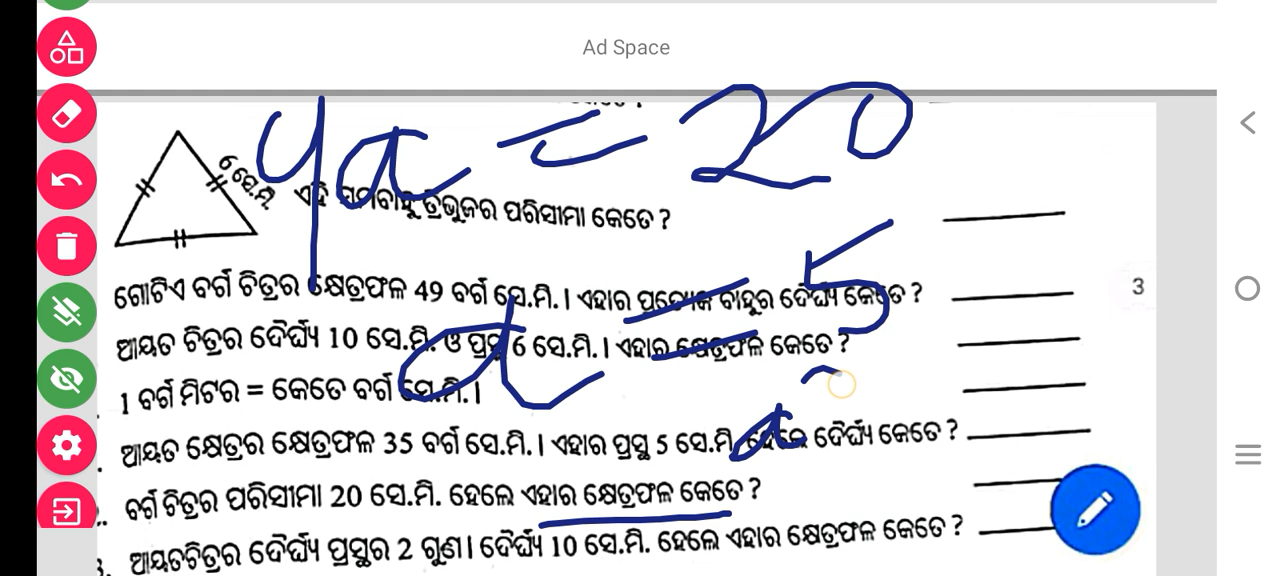 Ad Space
4a = 20
6 ସେ.ମି ଏହି ସମବାହୁ ତ୍ରିଭୁଜର ପରିସୀମା କେତେ ?
ଗୋଟିଏ ବର୍ଗ ଚିତ୍ରର କ୍ଷେତ୍ରଫଳ 49 ବର୍ଗ ସେ.ମି. । ଏହାର ପ୍ରତ୍ୟେକ ବାହୁର ଦୈର୍ଘ୍ୟ କେତେ ?
3
a = 5
ଆୟତ ଚିତ୍ରର ଦୈର୍ଘ୍ୟ 10 ସେ.ମି. ଓ ପ୍ରସ୍ଥ 6 ସେ.ମି. । ଏହାର କ୍ଷେତ୍ରଫଳ କେତେ ?
1 ବର୍ଗ ମିଟର = କେତେ ବର୍ଗ ସେ.ମି. ।
a
ଆୟତ କ୍ଷେତ୍ରର କ୍ଷେତ୍ରଫଳ 35 ବର୍ଗ ସେ.ମି. । ଏହାର ପ୍ରସ୍ଥ 5 ସେ.ମି. ହେଲେ ଦୈର୍ଘ୍ୟ କେତେ ?
ବର୍ଗ ଚିତ୍ରର ପରିସୀମା 20 ସେ.ମି. ହେଲେ ଏହାର କ୍ଷେତ୍ରଫଳ କେତେ ?
3. ଆୟତଚିତ୍ରର ଦୈର୍ଘ୍ୟ ପ୍ରସ୍ଥର 2 ଗୁଣ । ଦୈର୍ଘ୍ୟ 10 ସେ.ମି. ହେଲେ ଏହାର କ୍ଷେତ୍ରଫଳ କେତେ ?